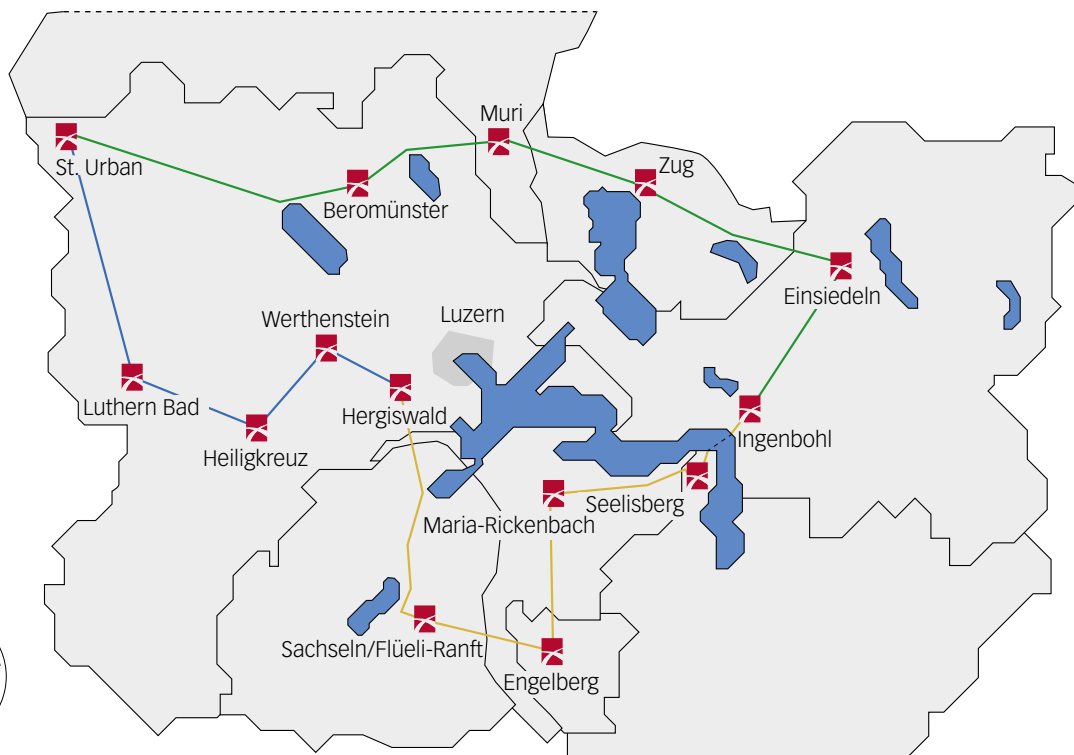 Muri
St. Urban
Zug
Beromünster
Einsiedeln
Luzern
Werthenstein
Luthern Bad
Hergiswald
Ingenbohl
Heiligkreuz
Seelisberg
Maria-Rickenbach
Sachseln/Flüeli-Ranft
Engelberg